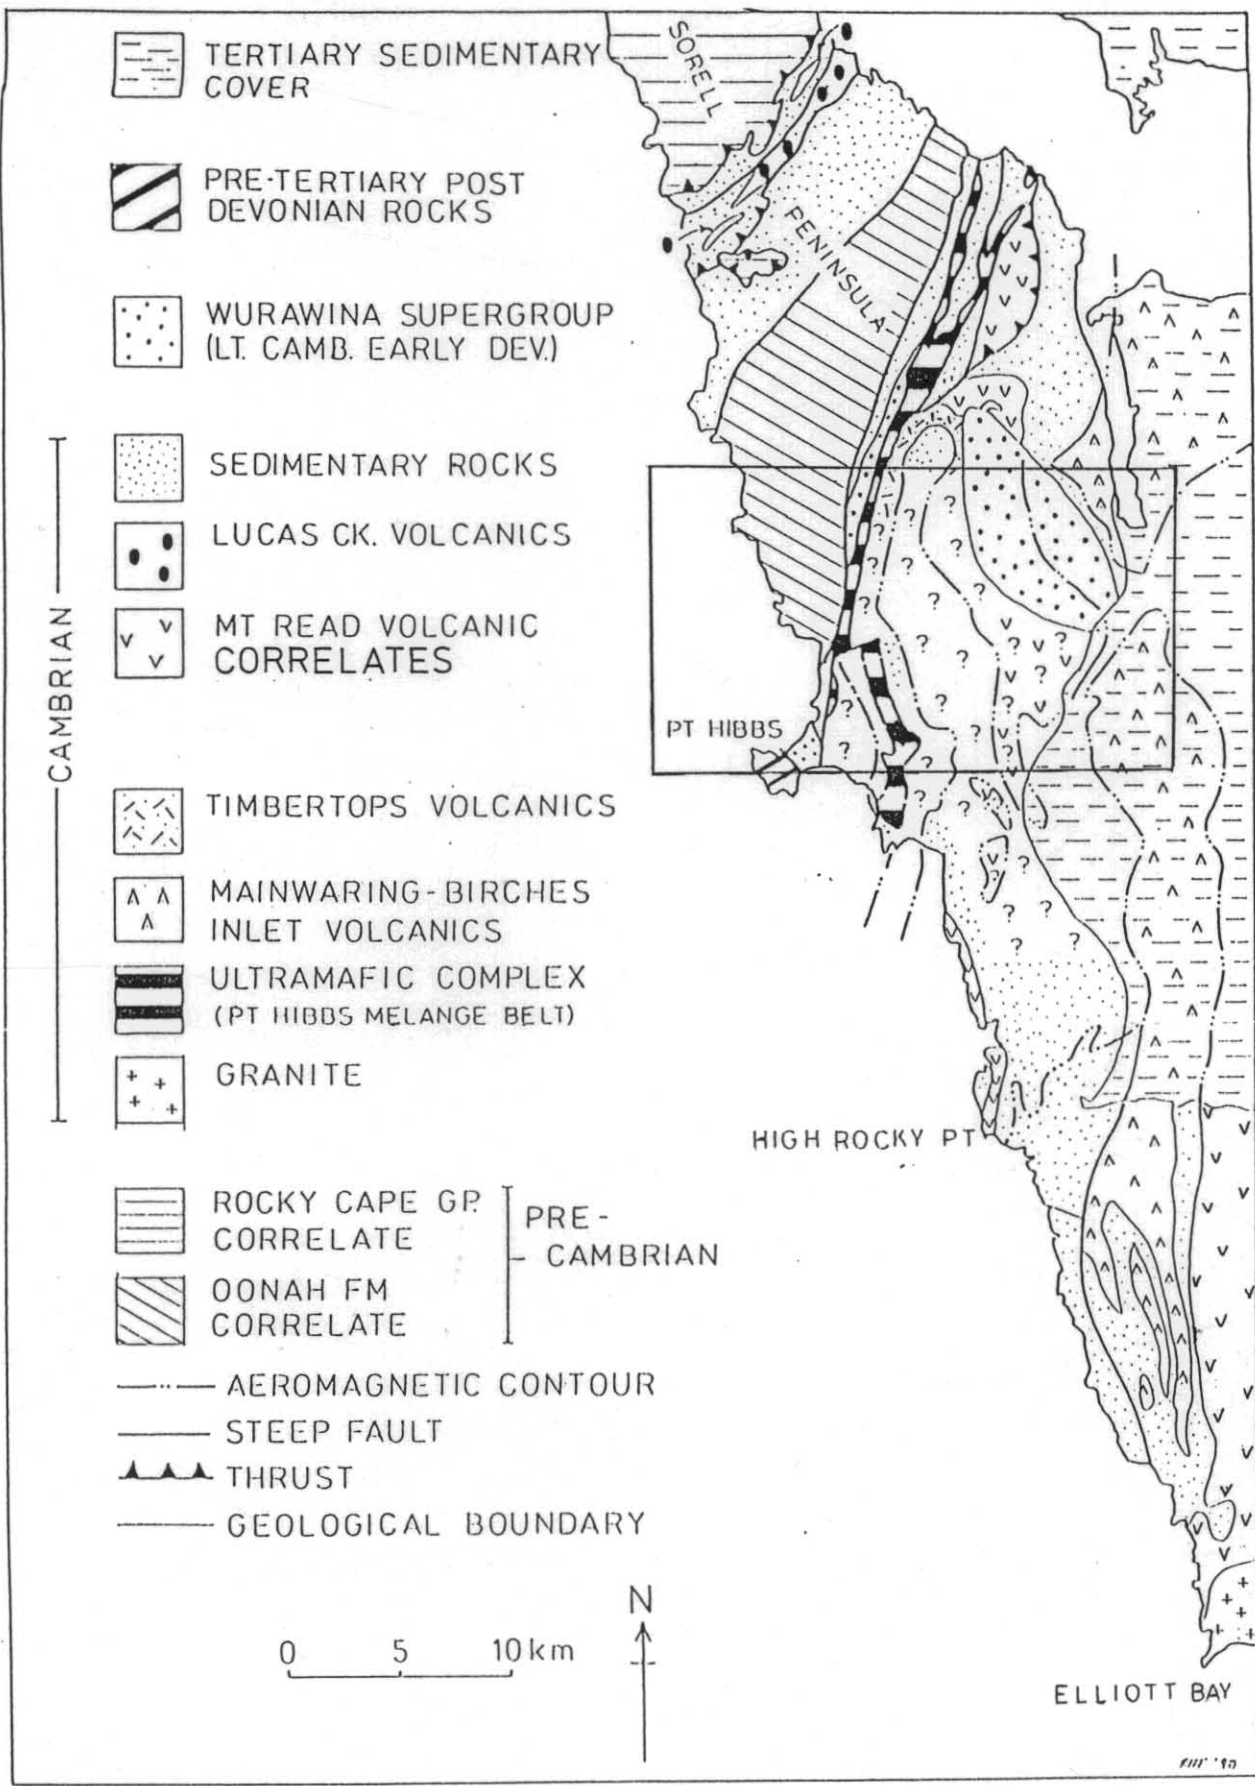 TERTIARY SEDIMENTARY
COVER
PRE-TERTIARY POST
DEVONIAN ROCKS
WURAWINA SUPERGROUP
(LT. CAMB. EARLY DEV.)
CAMBRIAN
SEDIMENTARY ROCKS
LUCAS CK. VOLCANICS
MT READ VOLCANIC
CORRELATES
TIMBERTOPS VOLCANICS
MAINWARING-BIRCHES
INLET VOLCANICS
ULTRAMAFIC COMPLEX
(PT HIBBS MELANGE BELT)
GRANITE
ROCKY CAPE GP.
CORRELATE
OONAH FM
CORRELATE
PRE-
CAMBRIAN
AEROMAGNETIC CONTOUR
STEEP FAULT
THRUST
GEOLOGICAL BOUNDARY
0 5 10 km
N
SORELL
PENINSULA
PT HIBBS
HIGH ROCKY PT
ELLIOTT BAY